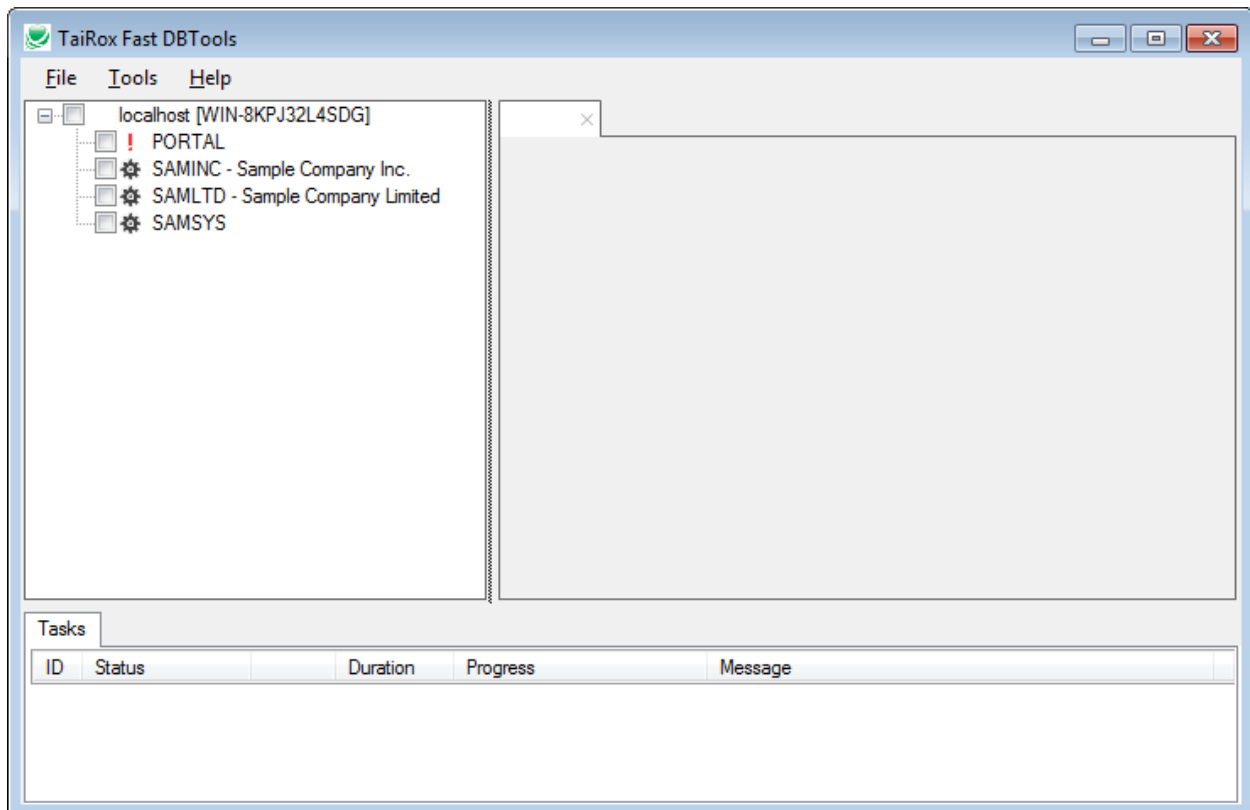 TaiRox Fast DBTools
File Tools Help
localhost [WIN-8KPJ32L4SDG]
PORTAL
SAMINC - Sample Company Inc.
SAMLTD - Sample Company Limited
SAMSYS
Tasks
ID Status Duration Progress Message